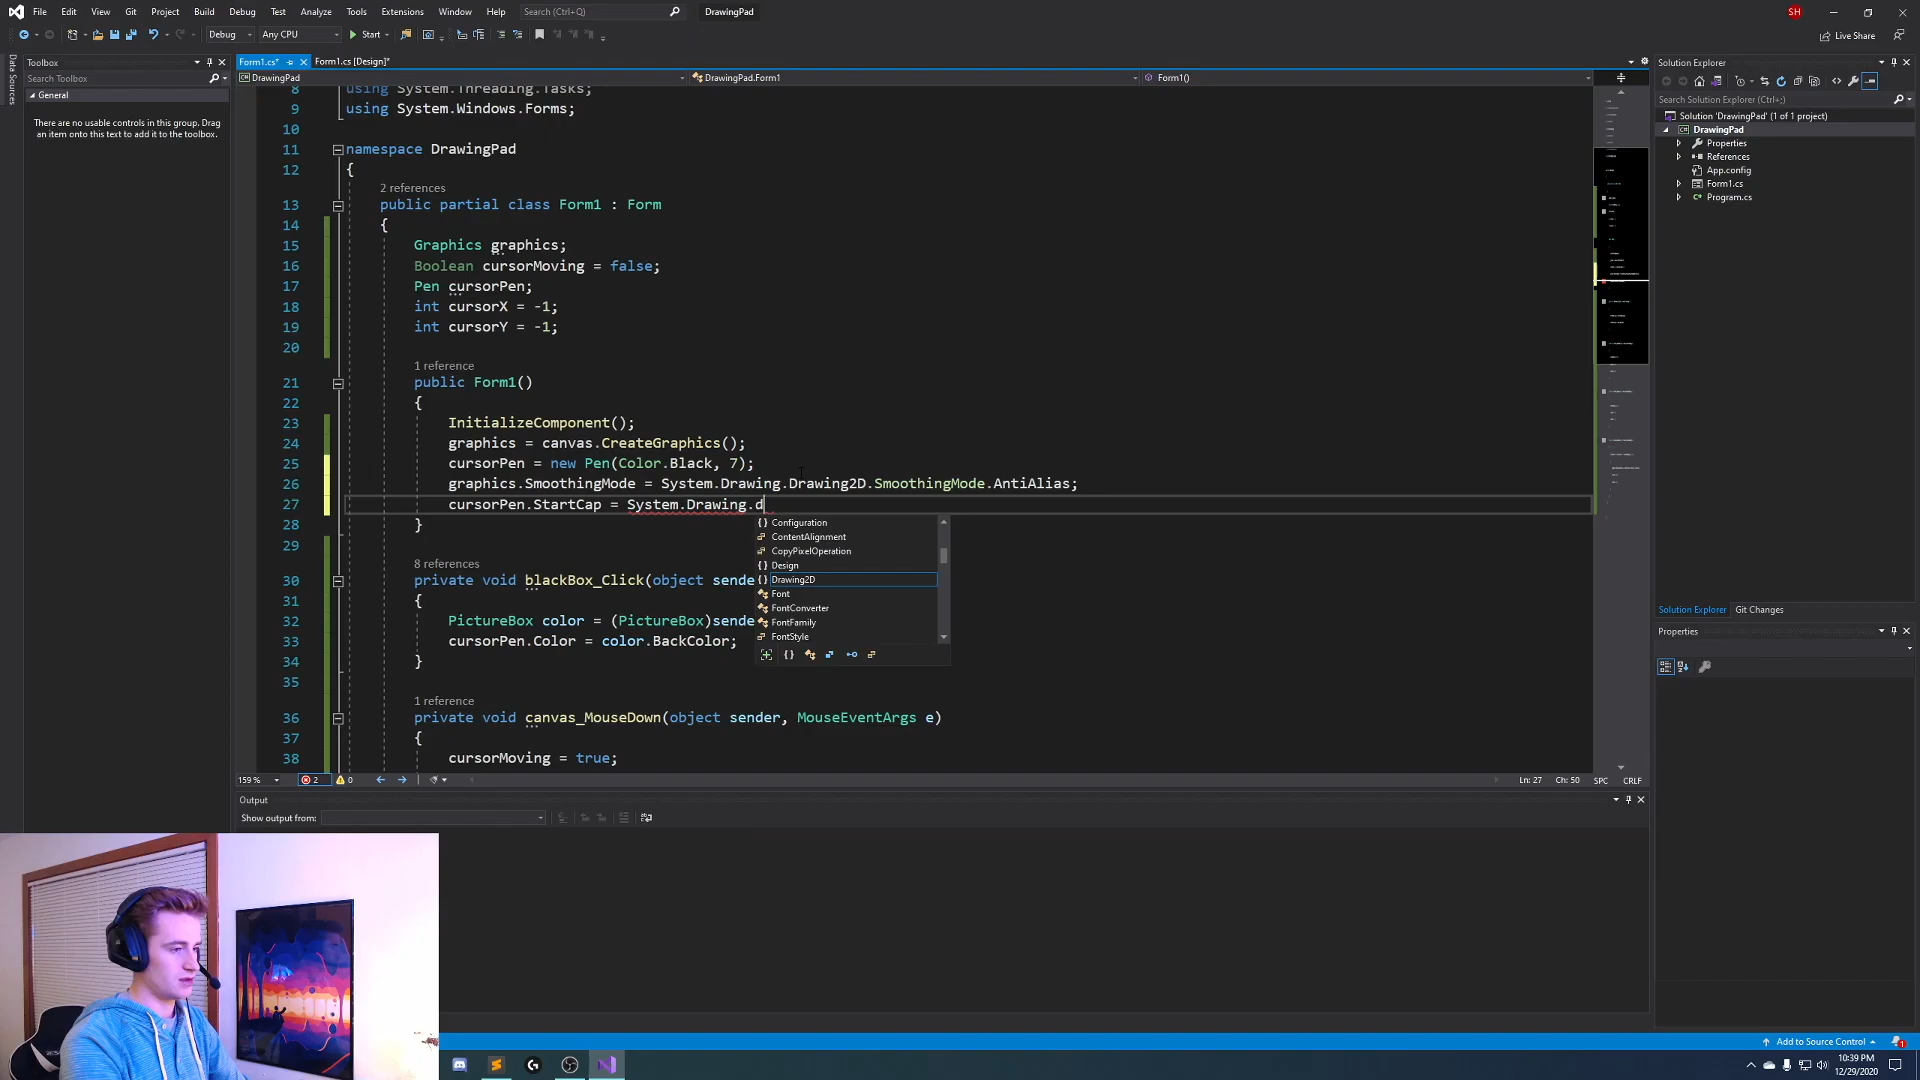 File Edit View Git Project Build Debug Test Analyze Tools Extensions Window Help Search (Ctrl+Q) DrawingPad SH
Debug Any CPU Start Live Share
Data Sources
Toolbox
Search Toolbox
General
There are no usable controls in this group. Drag
an item onto this text to add it to the toolbox.
Form1.cs* Form1.cs [Design]*
DrawingPad DrawingPad.Form1 Form1()
8 using System.Threading.Tasks;
9 using System.Windows.Forms;
10
11 namespace DrawingPad
12 {
2 references
13 public partial class Form1 : Form
14 {
15 Graphics graphics;
16 Boolean cursorMoving = false;
17 Pen cursorPen;
18 int cursorX = -1;
19 int cursorY = -1;
20
1 reference
21 public Form1()
22 {
23 InitializeComponent();
24 graphics = canvas.CreateGraphics();
25 cursorPen = new Pen(Color.Black, 7);
26 graphics.SmoothingMode = System.Drawing.Drawing2D.SmoothingMode.AntiAlias;
27 cursorPen.StartCap = System.Drawing.d
28 }
29
8 references
30 private void blackBox_Click(object sende
31 {
32 PictureBox color = (PictureBox)sende
33 cursorPen.Color = color.BackColor;
34 }
35
1 reference
36 private void canvas_MouseDown(object sender, MouseEventArgs e)
37 {
38 cursorMoving = true;
Configuration
ContentAlignment
CopyPixelOperation
Design
Drawing2D
Font
FontConverter
FontFamily
FontStyle
159 % 2 0 Ln: 27 Ch: 50 SPC CRLF
Output
Show output from:
Solution Explorer
Search Solution Explorer (Ctrl+;)
Solution 'DrawingPad' (1 of 1 project)
DrawingPad
Properties
References
App.config
Form1.cs
Program.cs
Solution Explorer Git Changes
Properties
Add to Source Control 1
10:39 PM
12/29/2020